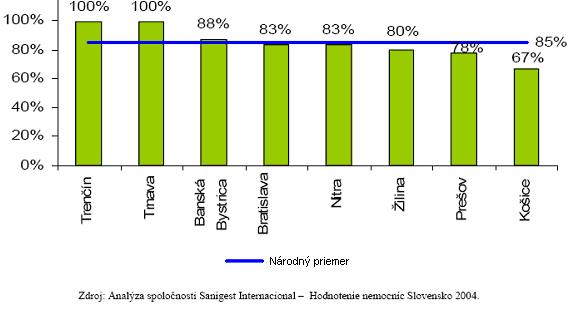 100% 100% 88% 83% 83% 80% 78% 67% 85%
100%
80%
60%
40%
20%
0%
Trenčín
Trnava
Banská
Bystrica
Bratislava
Nitra
Žilina
Prešov
Košice
Národný priemer
Zdroj: Analýza spoločnosti Sanigest Internacional – Hodnotenie nemocníc Slovensko 2004.